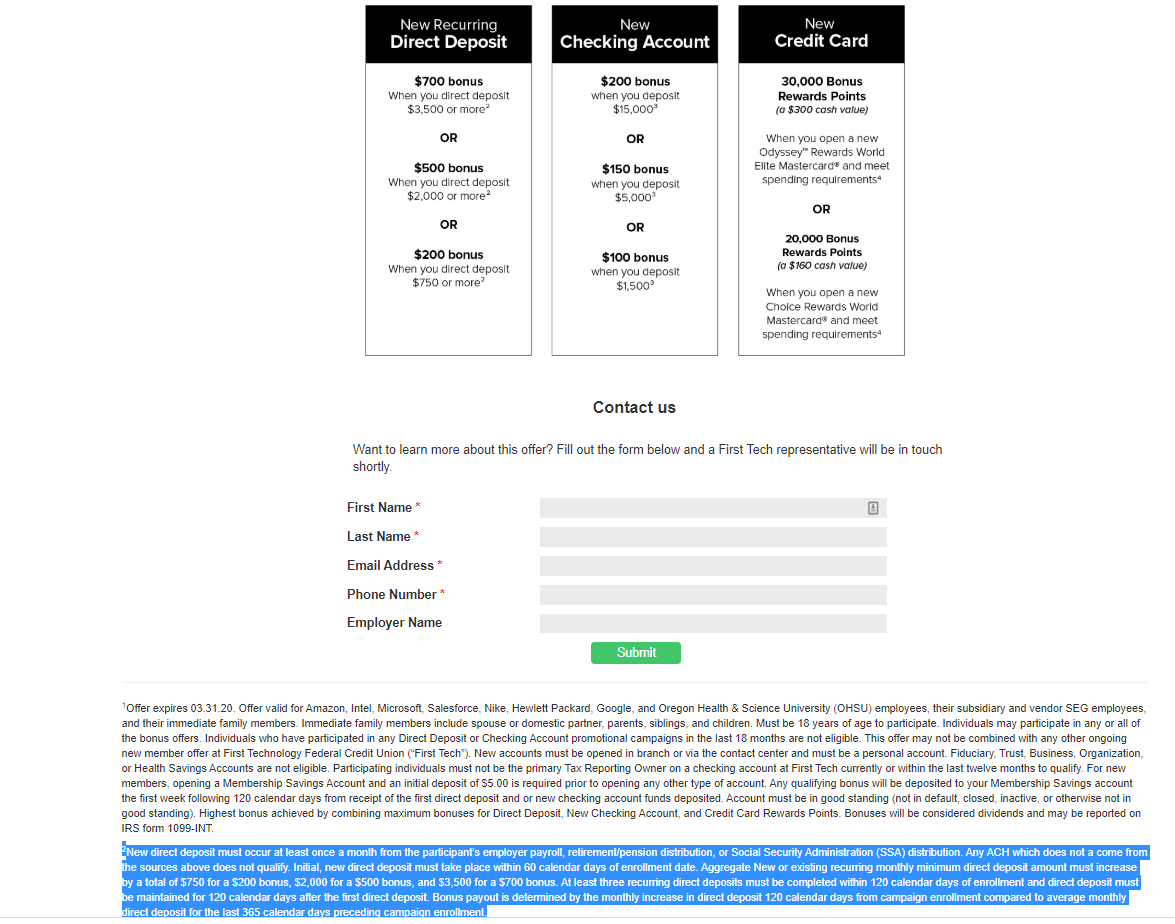 New Recurring
Direct Deposit
$700 bonus
When you direct deposit
$3,500 or more²
OR
$500 bonus
When you direct deposit
$2,000 or more²
OR
$200 bonus
When you direct deposit
$750 or more²
New
Checking Account
$200 bonus
when you deposit
$15,000³
OR
$150 bonus
when you deposit
$5,000³
OR
$100 bonus
when you deposit
$1,500³
New
Credit Card
30,000 Bonus
Rewards Points
(a $300 cash value)
When you open a new
Odyssey™ Rewards World
Elite Mastercard® and meet
spending requirements⁴
OR
20,000 Bonus
Rewards Points
(a $160 cash value)
When you open a new
Choice Rewards World
Mastercard® and meet
spending requirements⁴
Contact us
Want to learn more about this offer? Fill out the form below and a First Tech representative will be in touch
shortly.
First Name *
Last Name *
Email Address *
Phone Number *
Employer Name
Submit
¹Offer expires 03.31.20. Offer valid for Amazon, Intel, Microsoft, Salesforce, Nike, Hewlett Packard, Google, and Oregon Health & Science University (OHSU) employees, their subsidiary and vendor SEG employees,
and their immediate family members. Immediate family members include spouse or domestic partner, parents, siblings, and children. Must be 18 years of age to participate. Individuals may participate in any or all of
the bonus offers. Individuals who have participated in any Direct Deposit or Checking Account promotional campaigns in the last 18 months are not eligible. This offer may not be combined with any other ongoing
new member offer at First Technology Federal Credit Union (“First Tech”). New accounts must be opened in branch or via the contact center and must be a personal account. Fiduciary, Trust, Business, Organization,
or Health Savings Accounts are not eligible. Participating individuals must not be the primary Tax Reporting Owner on a checking account at First Tech currently or within the last twelve months to qualify. For new
members, opening a Membership Savings Account and an initial deposit of $5.00 is required prior to opening any other type of account. Any qualifying bonus will be deposited to your Membership Savings account
the first week following 120 calendar days from receipt of the first direct deposit and or new checking account funds deposited. Account must be in good standing (not in default, closed, inactive, or otherwise not in
good standing). Highest bonus achieved by combining maximum bonuses for Direct Deposit, New Checking Account, and Credit Card Rewards Points. Bonuses will be considered dividends and may be reported on
IRS form 1099-INT.
²New direct deposit must occur at least once a month from the participant's employer payroll, retirement/pension distribution, or Social Security Administration (SSA) distribution. Any ACH which does not a come from
the sources above does not qualify. Initial, new direct deposit must take place within 60 calendar days of enrollment date. Aggregate New or existing recurring monthly minimum direct deposit amount must increase
by a total of $750 for a $200 bonus, $2,000 for a $500 bonus, and $3,500 for a $700 bonus. At least three recurring direct deposits must be completed within 120 calendar days of enrollment and direct deposit must
be maintained for 120 calendar days after the first direct deposit. Bonus payout is determined by the monthly increase in direct deposit 120 calendar days from campaign enrollment compared to average monthly
direct deposit for the last 365 calendar days preceding campaign enrollment.